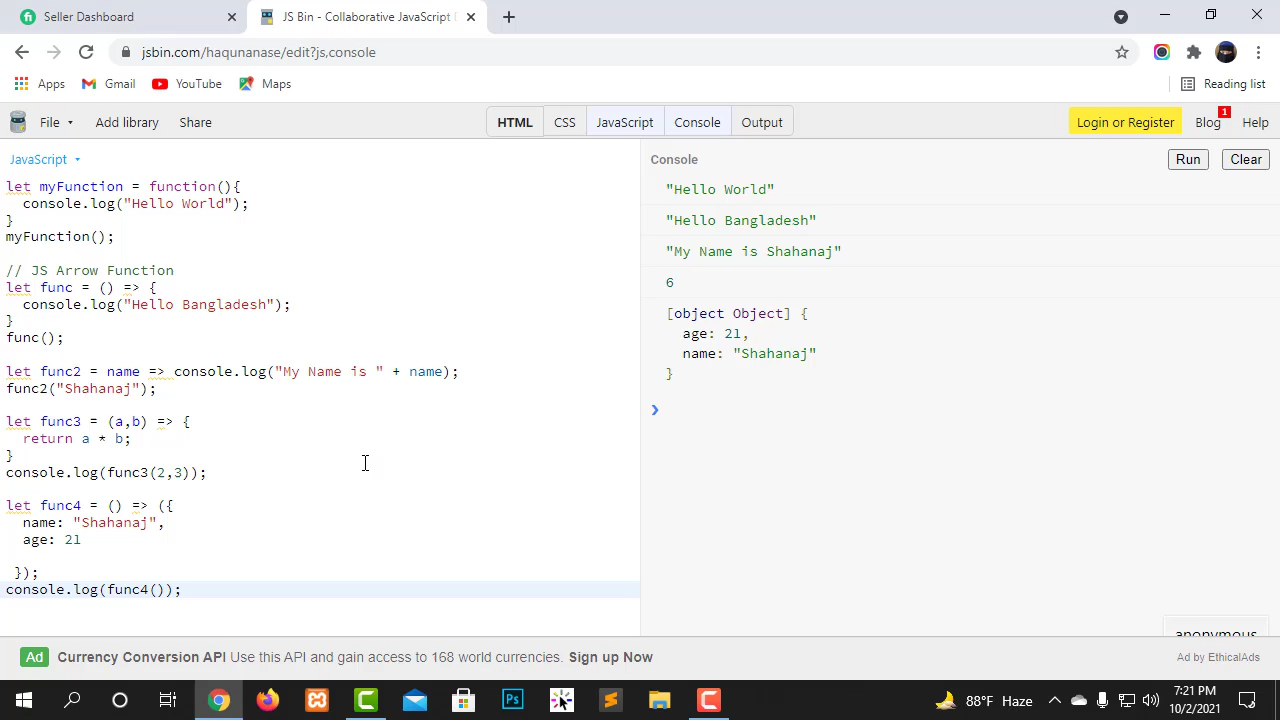 Seller Dashboard
JS Bin - Collaborative JavaScript
jsbin.com/haqunanase/edit?js,console
Apps
Gmail
YouTube
Maps
Reading list
File
Add library
Share
HTML
CSS
JavaScript
Console
Output
Login or Register
Blog
1
Help
JavaScript
let myFunction = function(){
console.log("Hello World");
}
myFunction();
// JS Arrow Function
let func = () => {
console.log("Hello Bangladesh");
}
func();
let func2 = name => console.log("My Name is " + name);
func2("Shahanaj");
let func3 = (a,b) => {
return a * b;
}
console.log(func3(2,3));
let func4 = () => ({
name: "Shahanaj",
age: 21
});
console.log(func4());
Console
Run
Clear
"Hello World"
"Hello Bangladesh"
"My Name is Shahanaj"
6
[object Object] {
age: 21,
name: "Shahanaj"
}
anonymous
Ad
Currency Conversion API Use this API and gain access to 168 world currencies. Sign up Now
Ad by EthicalAds
Ps
88°F Haze
7:21 PM
10/2/2021